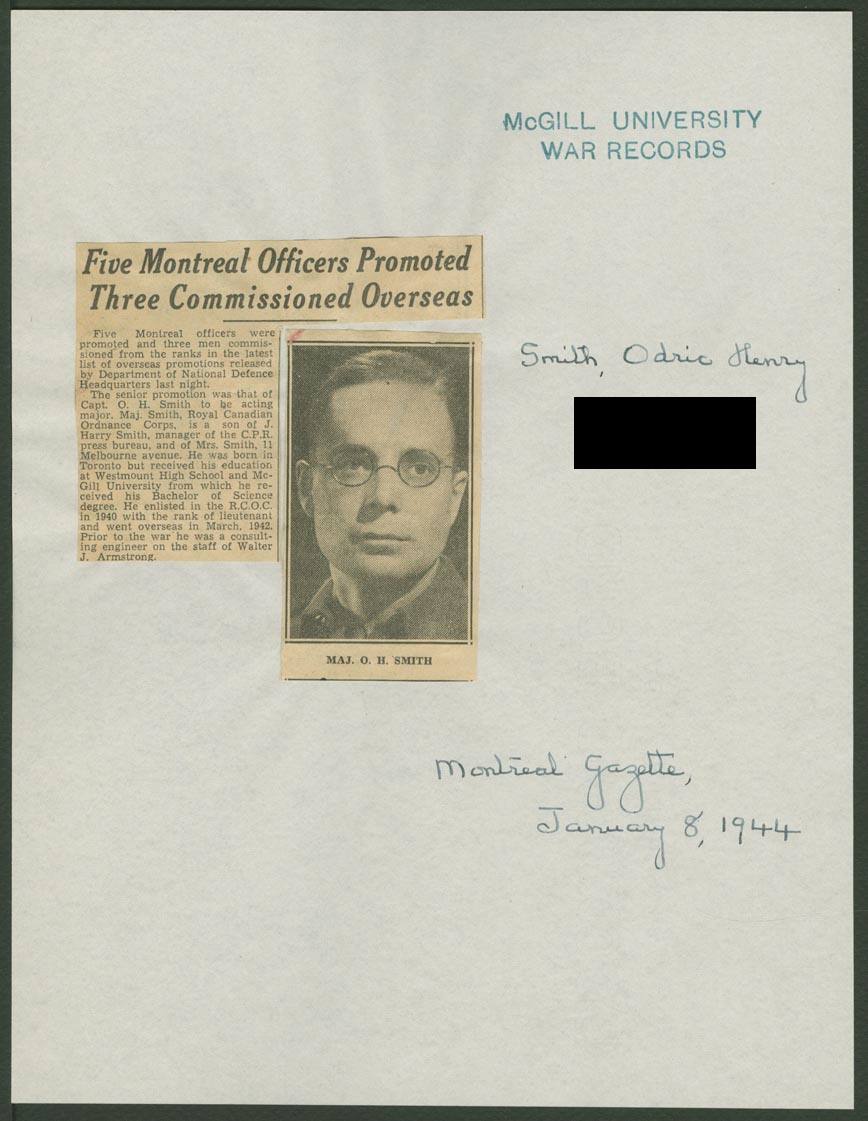 McGILL UNIVERSITY
WAR RECORDS
Five Montreal Officers Promoted
Three Commissioned Overseas
Five Montreal officers were
promoted and three men commis-
sioned from the ranks in the latest
list of overseas promotions released
by Department of National Defence
Headquarters last night.
The senior promotion was that of
Capt. O. H. Smith to be acting
major. Maj. Smith, Royal Canadian
Ordnance Corps, is a son of J.
Harry Smith, manager of the C.P.R.
press bureau, and of Mrs. Smith, 11
Melbourne avenue. He was born in
Toronto but received his education
at Westmount High School and Mc-
Gill University from which he re-
ceived his Bachelor of Science
degree. He enlisted in the R.C.O.C.
in 1940 with the rank of lieutenant
and went overseas in March, 1942.
Prior to the war he was a consult-
ing engineer on the staff of Walter
J. Armstrong.
MAJ. O. H. SMITH
Smith, Odric Henry
Montreal Gazette,
January 8, 1944